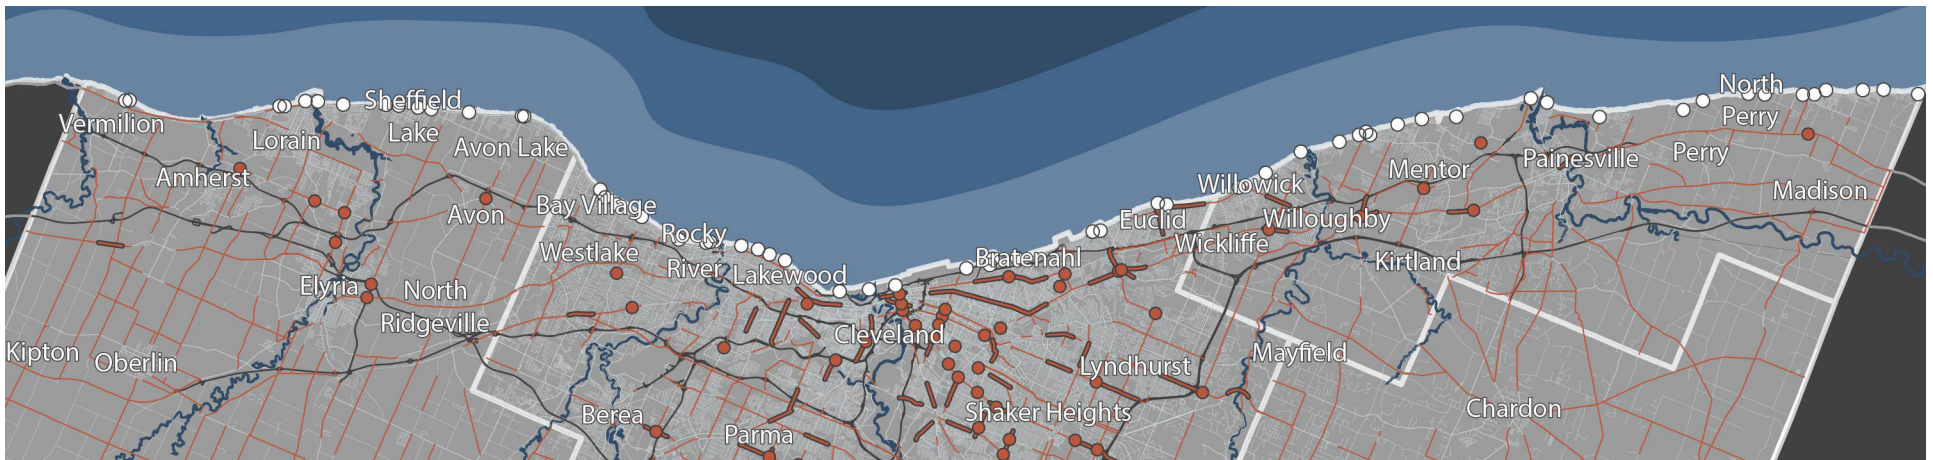 Vermilion
Lorain
Sheffield
Lake
Avon Lake
Amherst
Avon
Elyria
North
Ridgeville
Kipton
Oberlin
Bay Village
Westlake
Rocky
River
Lakewood
Berea
Parma
Cleveland
Bratenahl
Shaker Heights
Lyndhurst
Euclid
Willowick
Wickliffe
Willoughby
Mentor
Kirtland
Mayfield
Chardon
Painesville
Perry
North
Perry
Madison